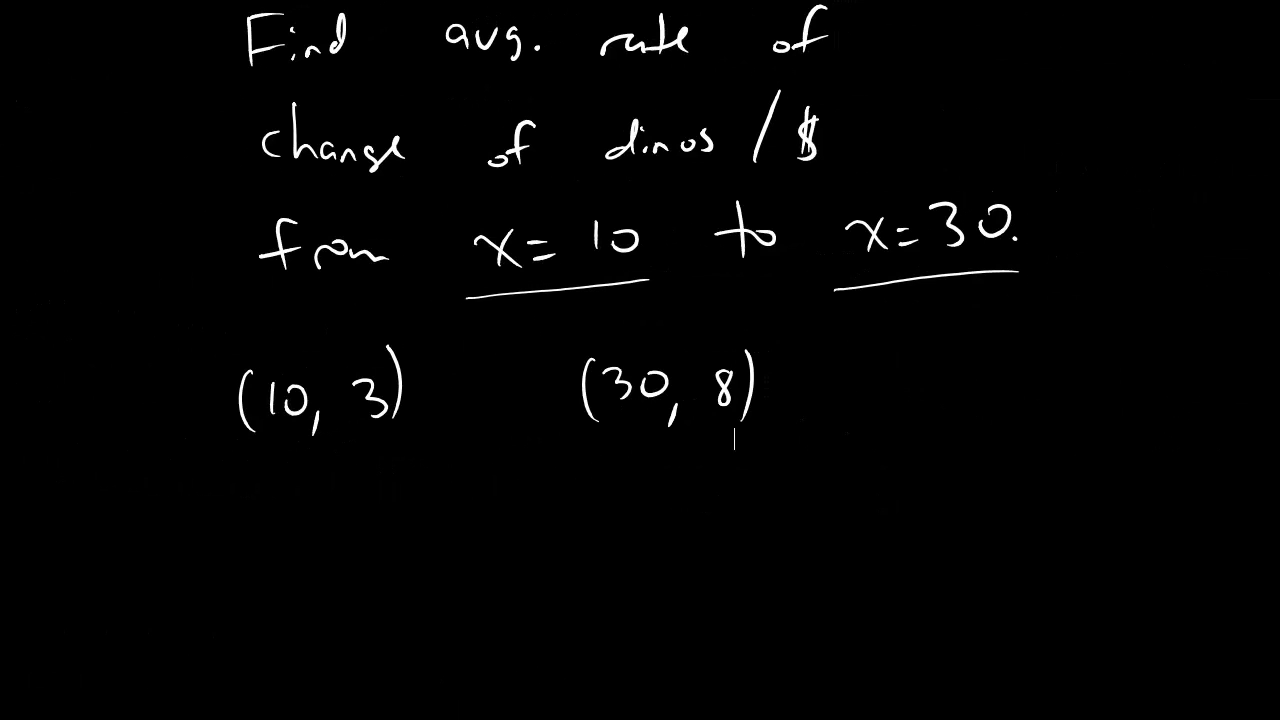 Find avg. rate of
change of dinos / $
from x = 10 to x = 30.
(10, 3) (30, 8)